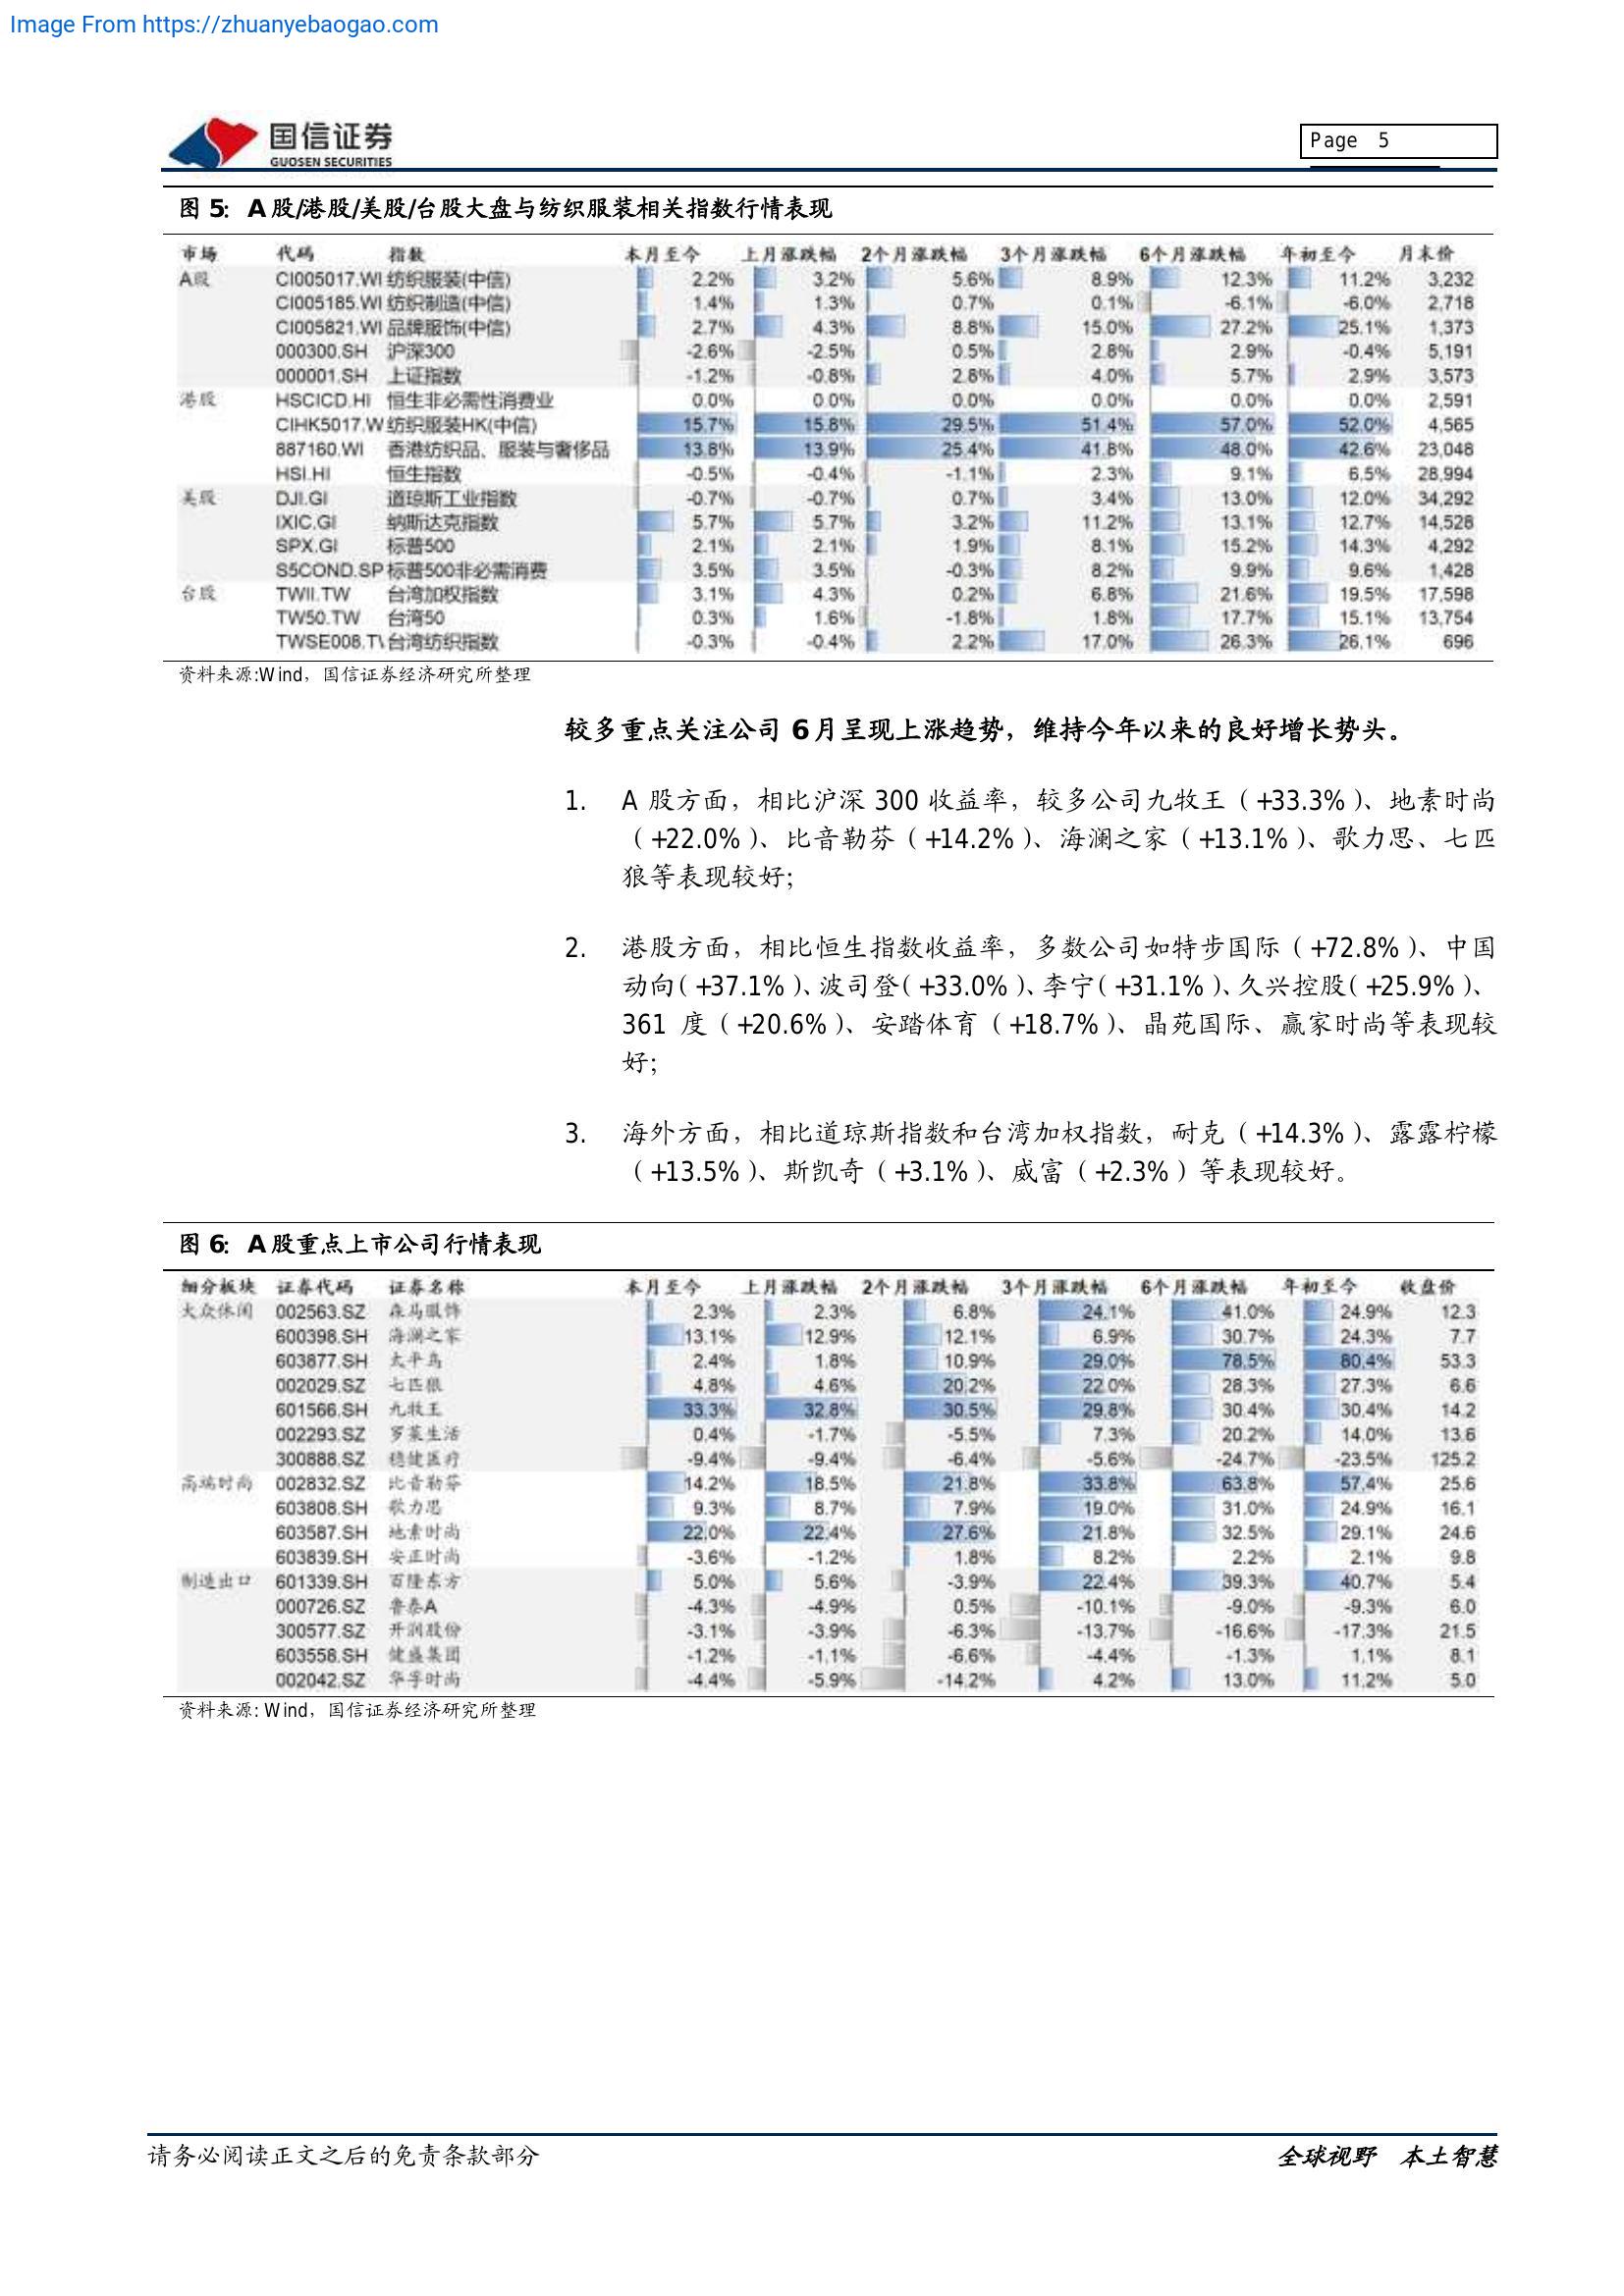 Image From https://zhuanyebaogao.com
国信证券
GUOSEN SECURITIES
Page 5
图 5: A 股/港股/美股/台股大盘与纺织服装相关指数行情表现
市场 代码 指数 本月至今 上月涨跌幅 2个月涨跌幅 3个月涨跌幅 6个月涨跌幅 年初至今 月末价
A股 CI005017.WI 纺织服装(中信) 2.2% 3.2% 5.6% 8.9% 12.3% 11.2% 3,232
CI005185.WI 纺织制造(中信) 1.4% 1.3% 0.7% 0.1% -6.1% -6.0% 2,718
CI005821.WI 品牌服饰(中信) 2.7% 4.3% 8.8% 15.0% 27.2% 25.1% 1,373
000300.SH 沪深300 -2.6% -2.5% 0.5% 2.8% 2.9% -0.4% 5,191
000001.SH 上证指数 -1.2% -0.8% 2.8% 4.0% 5.7% 2.9% 3,573
港股 HSCICD.HI 恒生非必需性消费业 0.0% 0.0% 0.0% 0.0% 0.0% 0.0% 2,591
CIHK5017.W 纺织服装HK(中信) 15.7% 15.8% 29.5% 51.4% 57.0% 52.0% 4,565
887160.WI 香港纺织品、服装与奢侈品 13.8% 13.9% 25.4% 41.8% 48.0% 42.6% 23,048
HSI.HI 恒生指数 -0.5% -0.4% -1.1% 2.3% 9.1% 6.5% 28,994
美股 DJI.GI 道琼斯工业指数 -0.7% -0.7% 0.7% 3.4% 13.0% 12.0% 34,292
IXIC.GI 纳斯达克指数 5.7% 5.7% 3.2% 11.2% 13.1% 12.7% 14,528
SPX.GI 标普500 2.1% 2.1% 1.9% 8.1% 15.2% 14.3% 4,292
S5COND.SP 标普500非必需消费 3.5% 3.5% -0.3% 8.2% 9.9% 9.6% 1,428
台股 TWII.TW 台湾加权指数 3.1% 4.3% 0.2% 6.8% 21.6% 19.5% 17,598
TW50.TW 台湾50 0.3% 1.6% -1.8% 1.8% 17.7% 15.1% 13,754
TWSE008.TW 台湾纺织指数 -0.3% -0.4% 2.2% 17.0% 26.3% 26.1% 696
资料来源:Wind，国信证券经济研究所整理
较多重点关注公司 6 月呈现上涨趋势，维持今年以来的良好增长势头。
1. A 股方面，相比沪深 300 收益率，较多公司九牧王（+33.3%）、地素时尚
（+22.0%）、比音勒芬（+14.2%）、海澜之家（+13.1%）、歌力思、七匹
狼等表现较好；
2. 港股方面，相比恒生指数收益率，多数公司如特步国际（+72.8%）、中国
动向（+37.1%）、波司登（+33.0%）、李宁（+31.1%）、久兴控股（+25.9%）、
361 度（+20.6%）、安踏体育（+18.7%）、晶苑国际、赢家时尚等表现较
好；
3. 海外方面，相比道琼斯指数和台湾加权指数，耐克（+14.3%）、露露柠檬
（+13.5%）、斯凯奇（+3.1%）、威富（+2.3%）等表现较好。
图 6: A 股重点上市公司行情表现
细分板块 证券代码 证券名称 本月至今 上月涨跌幅 2个月涨跌幅 3个月涨跌幅 6个月涨跌幅 年初至今 收盘价
大众休闲 002563.SZ 森马服饰 2.3% 2.3% 6.8% 24.1% 41.0% 24.9% 12.3
600398.SH 海澜之家 13.1% 12.9% 12.1% 6.9% 30.7% 24.3% 7.7
603877.SH 太平鸟 2.4% 1.8% 10.9% 29.0% 78.5% 80.4% 53.3
002029.SZ 七匹狼 4.8% 4.6% 20.2% 22.0% 28.3% 27.3% 6.6
601566.SH 九牧王 33.3% 32.8% 30.5% 29.8% 30.4% 30.4% 14.2
002293.SZ 罗莱生活 0.4% -1.7% -5.5% 7.3% 20.2% 14.0% 13.6
300888.SZ 稳健医疗 -9.4% -9.4% -6.4% -5.6% -24.7% -23.5% 125.2
高端时尚 002832.SZ 比音勒芬 14.2% 18.5% 21.8% 33.8% 63.8% 57.4% 25.6
603808.SH 歌力思 9.3% 8.7% 7.9% 19.0% 31.0% 24.9% 16.1
603587.SH 地素时尚 22.0% 22.4% 27.6% 21.8% 32.5% 29.1% 24.6
603839.SH 安正时尚 -3.6% -1.2% 1.8% 8.2% 2.2% 2.1% 9.8
制造出口 601339.SH 百隆东方 5.0% 5.6% -3.9% 22.4% 39.3% 40.7% 5.4
000726.SZ 鲁泰A -4.3% -4.9% 0.5% -10.1% -9.0% -9.3% 6.0
300577.SZ 开润股份 -3.1% -3.9% -6.3% -13.7% -16.6% -17.3% 21.5
603558.SH 健盛集团 -1.2% -1.1% -6.6% -4.4% -1.3% 1.1% 8.1
002042.SZ 华孚时尚 -4.4% -5.9% -14.2% 4.2% 13.0% 11.2% 5.0
资料来源: Wind，国信证券经济研究所整理
请务必阅读正文之后的免责条款部分
全球视野 本土智慧